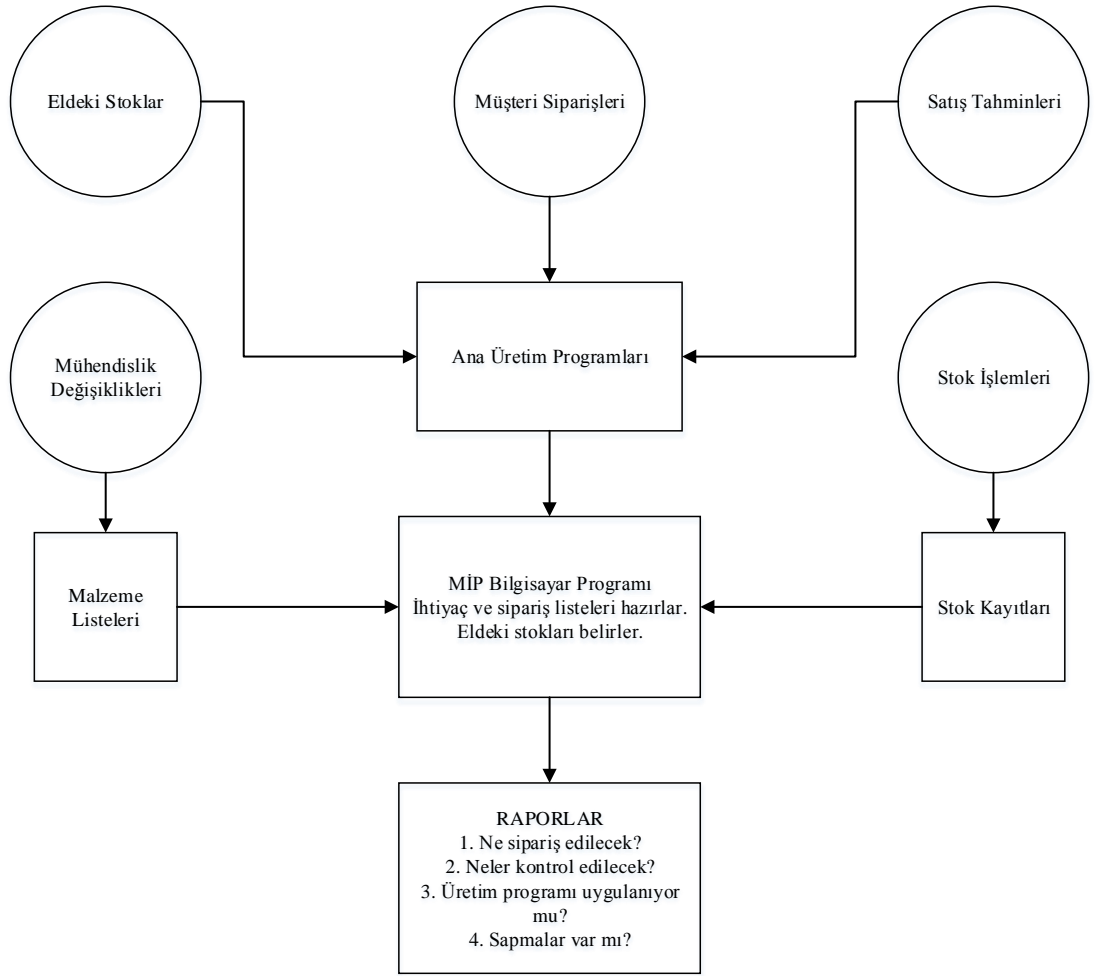 Eldeki Stoklar
Müşteri Siparişleri
Satış Tahminleri
Mühendislik
Değişiklikleri
Ana Üretim Programları
Stok İşlemleri
Malzeme
Listeleri
MİP Bilgisayar Programı
İhtiyaç ve sipariş listeleri hazırlar.
Eldeki stokları belirler.
Stok Kayıtları
RAPORLAR
1. Ne sipariş edilecek?
2. Neler kontrol edilecek?
3. Üretim programı uygulanıyor
mu?
4. Sapmalar var mı?